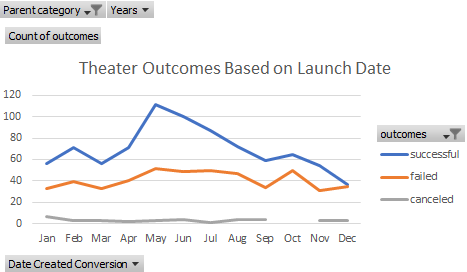 Parent category Years
Count of outcomes
Theater Outcomes Based on Launch Date
120
100
80
60
40
20
0
Jan Feb Mar Apr May Jun Jul Aug Sep Oct Nov Dec
outcomes
successful
failed
canceled
Date Created Conversion